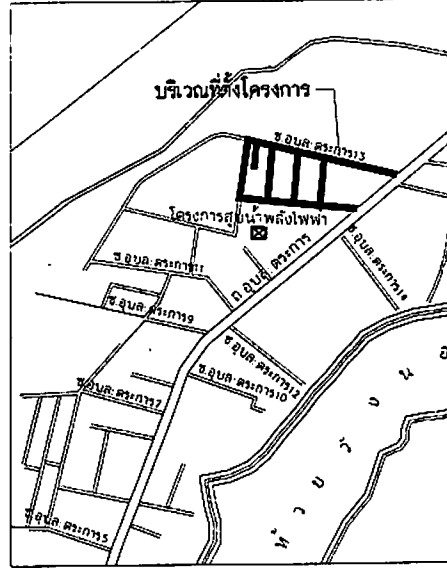 บริเวณที่ตั้งโครงการ
ซ.อุบล-ตระการ13
โครงการสูบน้ำพลังไฟฟ้า
ซ.อุบล-ตระการ11
ถ.อุบล-ตระการ
ซ.อุบล-ตระการ14
ซ.อุบล-ตระการ9
ซ.อุบล-ตระการ12
ซ.อุบล-ตระการ10
ซ.อุบล-ตระการ7
ห้วยวังนอ
ซ.อุบล-ตระการ5